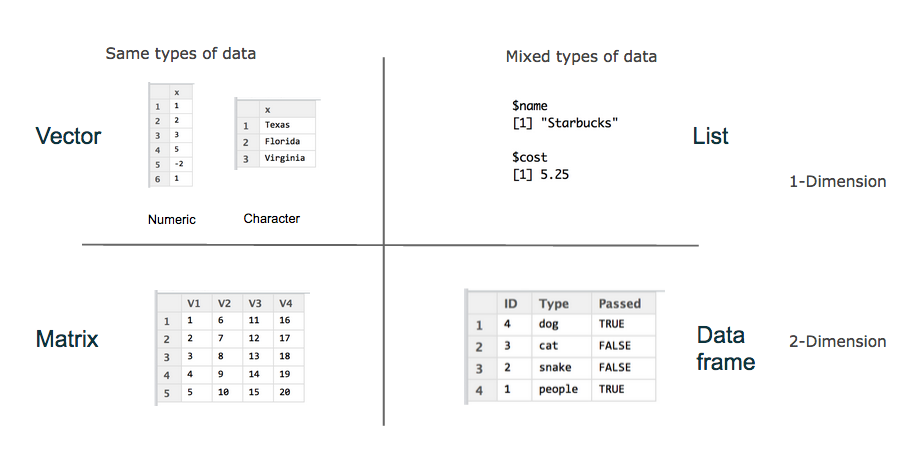 Same types of data
Mixed types of data
Vector
x
1 1
2 2
3 3
4 5
5 -2
6 1
Numeric
x
1 Texas
2 Florida
3 Virginia
Character
$name
[1] "Starbucks"
$cost
[1] 5.25
List
1-Dimension
Matrix
V1 V2 V3 V4
1 1 6 11 16
2 2 7 12 17
3 3 8 13 18
4 4 9 14 19
5 5 10 15 20
ID Type Passed
1 4 dog TRUE
2 3 cat FALSE
3 2 snake FALSE
4 1 people TRUE
Data
frame
2-Dimension